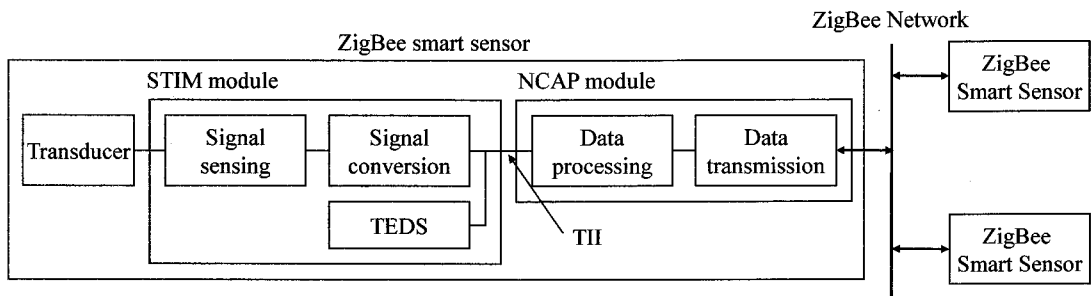 ZigBee Network
ZigBee smart sensor
STIM module
NCAP module
Transducer
Signal
sensing
Signal
conversion
TEDS
TII
Data
processing
Data
transmission
ZigBee
Smart Sensor
ZigBee
Smart Sensor